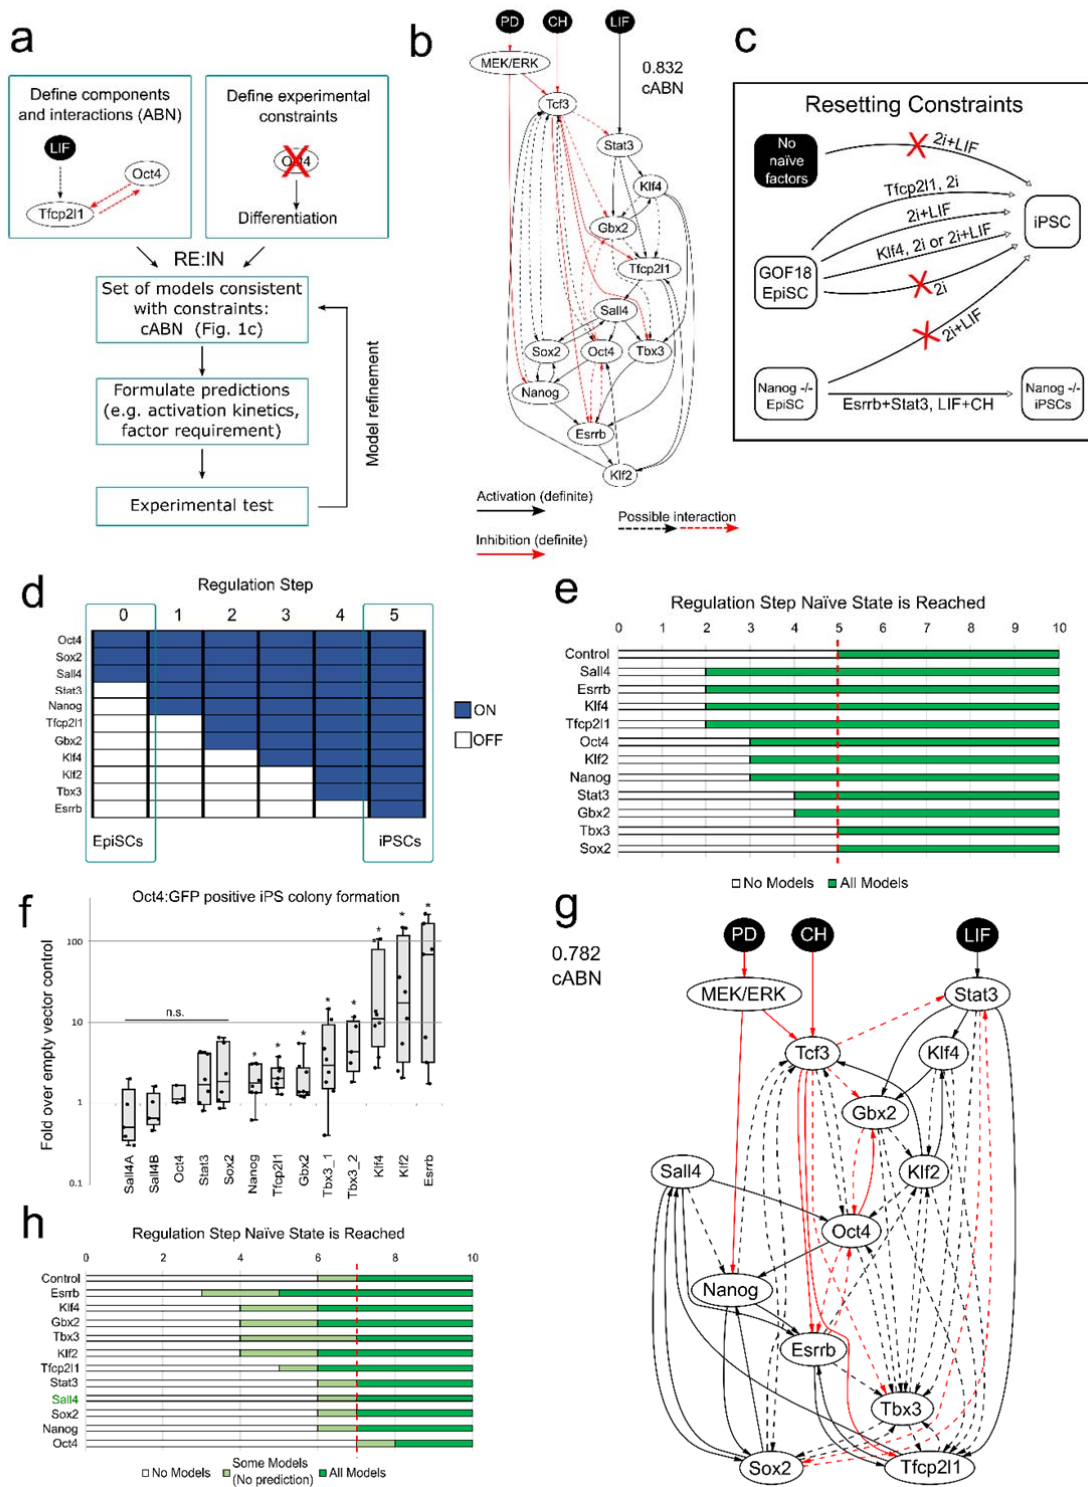 a
Define components
and interactions (ABN)
LIF
Oct4
Tfcp2l1
Define experimental
constraints
Oct4
Differentiation
RE:IN
Set of models consistent
with constraints:
cABN (Fig. 1c)
Formulate predictions
(e.g. activation kinetics,
factor requirement)
Experimental test
Model refinement
b
PD
CH
LIF
MEK/ERK
0.832
cABN
Tcf3
Stat3
Klf4
Gbx2
Tfcp2l1
Sall4
Sox2
Oct4
Tbx3
Nanog
Esrrb
Klf2
Activation (definite)
Possible interaction
Inhibition (definite)
c
Resetting Constraints
No
naïve
factors
2i+LIF
Tfcp2l1, 2i
2i+LIF
Klf4, 2i or 2i+LIF
2i
iPSC
GOF18
EpiSC
2i+LIF
Nanog -/-
EpiSC
Esrrb+Stat3, LIF+CH
Nanog -/-
iPSCs
d
Regulation Step
0 1 2 3 4 5
Oct4
Sox2
Sall4
Stat3
Nanog
Tfcp2l1
Gbx2
Klf4
Klf2
Tbx3
Esrrb
ON
OFF
EpiSCs
iPSCs
e
Regulation Step Naïve State is Reached
0 1 2 3 4 5 6 7 8 9 10
Control
Sall4
Esrrb
Klf4
Tfcp2l1
Oct4
Klf2
Nanog
Stat3
Gbx2
Tbx3
Sox2
No Models All Models
f
Oct4:GFP positive iPS colony formation
Fold over empty vector control
100
10
1
0.1
n.s.
* * * * * * * *
Sall4A
Sall4B
Oct4
Stat3
Sox2
Nanog
Tfcp2l1
Gbx2
Tbx3_1
Tbx3_2
Klf4
Klf2
Esrrb
g
0.782
cABN
PD
CH
LIF
MEK/ERK
Stat3
Tcf3
Klf4
Gbx2
Sall4
Klf2
Oct4
Nanog
Esrrb
Tbx3
Sox2
Tfcp2l1
h
Regulation Step Naïve State is Reached
0 2 4 6 8 10
Control
Esrrb
Klf4
Gbx2
Tbx3
Klf2
Tfcp2l1
Stat3
Sall4
Sox2
Nanog
Oct4
No Models Some Models
(No prediction) All Models